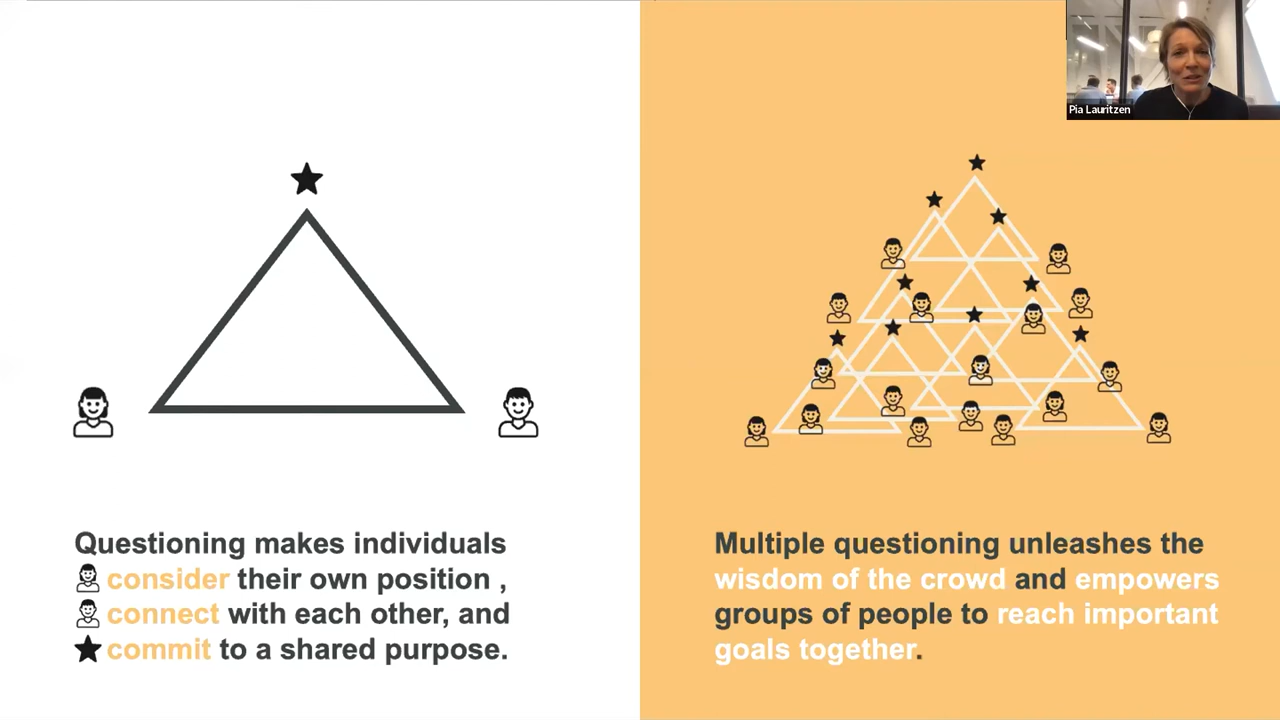 Pia Lauritzen
Questioning makes individuals
consider their own position ,
connect with each other, and
commit to a shared purpose.
Multiple questioning unleashes the
wisdom of the crowd and empowers
groups of people to reach important
goals together.